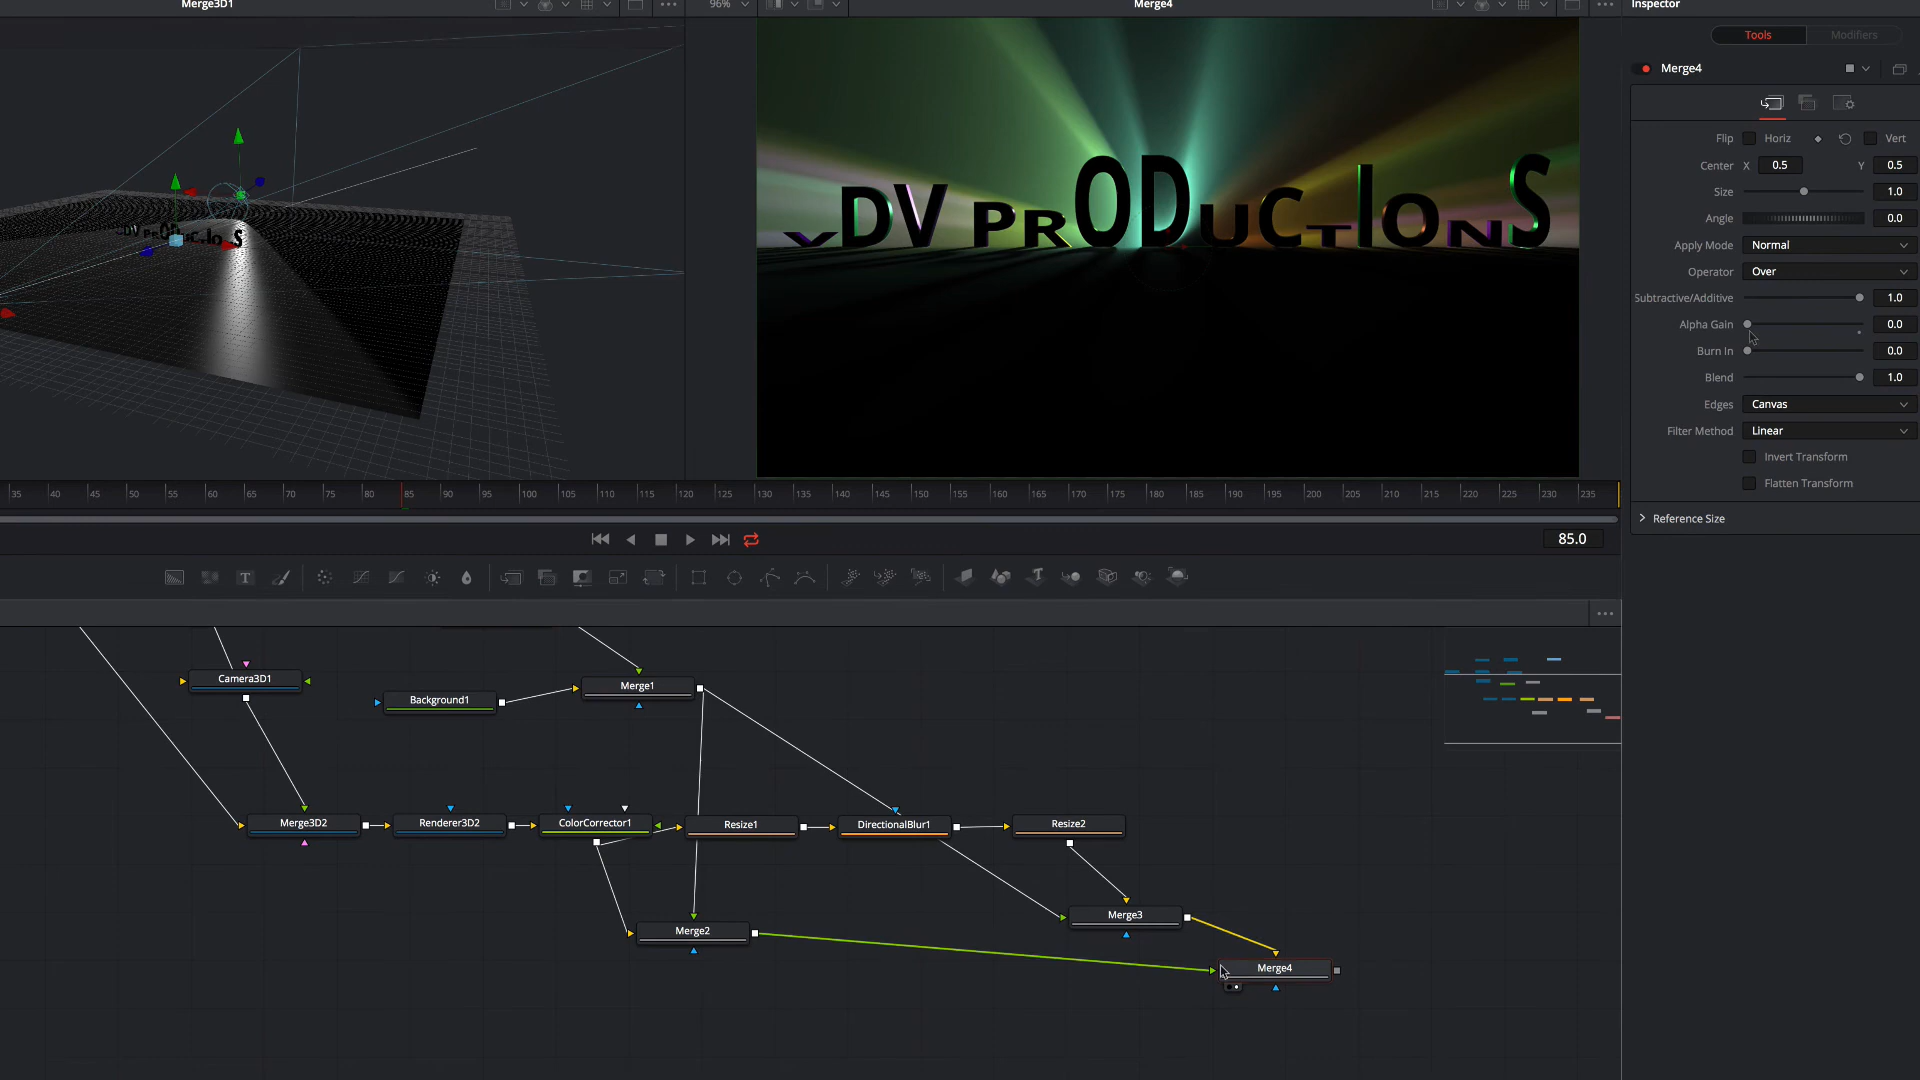 Merge3D1
96%
Merge4
Inspector
Tools
Modifiers
Merge4
Flip
Horiz
Vert
Center
X
0.5
Y
0.5
Size
1.0
Angle
0.0
Apply Mode
Normal
Operator
Over
Subtractive/Additive
1.0
Alpha Gain
0.0
Burn In
0.0
Blend
1.0
Edges
Canvas
Filter Method
Linear
Invert Transform
Flatten Transform
Reference Size
YDV PRODUCTIONS
35 40 45 50 55 60 65 70 75 80 85 90 95 100 105 110 115 120 125 130 135 140 145 150 155 160 165 170 175 180 185 190 195 200 205 210 215 220 225 230 235
85.0
Camera3D1
Background1
Merge1
Merge3D2
Renderer3D2
ColorCorrector1
Resize1
DirectionalBlur1
Resize2
Merge2
Merge3
Merge4